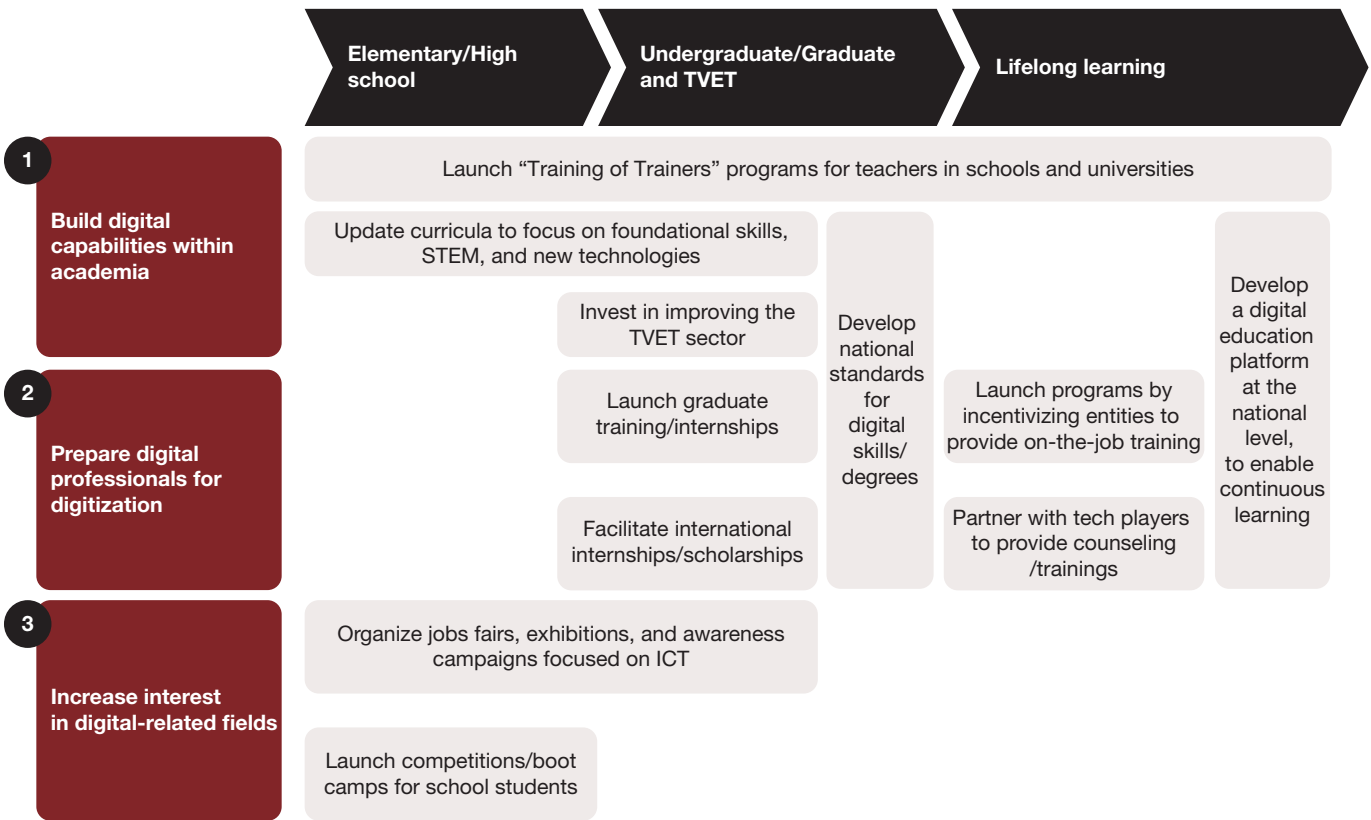 Elementary/High
school
Undergraduate/Graduate
and TVET
Lifelong learning
1
Build digital
capabilities within
academia
Launch “Training of Trainers” programs for teachers in schools and universities
Update curricula to focus on foundational skills,
STEM, and new technologies
Invest in improving the
TVET sector
Develop
national
standards
for
digital
skills/
degrees
Develop
a digital
education
platform
at the
national
level,
to enable
continuous
learning
2
Prepare digital
professionals for
digitization
Launch graduate
training/internships
Launch programs by
incentivizing entities to
provide on-the-job training
Facilitate international
internships/scholarships
Partner with tech players
to provide counseling
/trainings
3
Increase interest
in digital-related fields
Organize jobs fairs, exhibitions, and awareness
campaigns focused on ICT
Launch competitions/boot
camps for school students